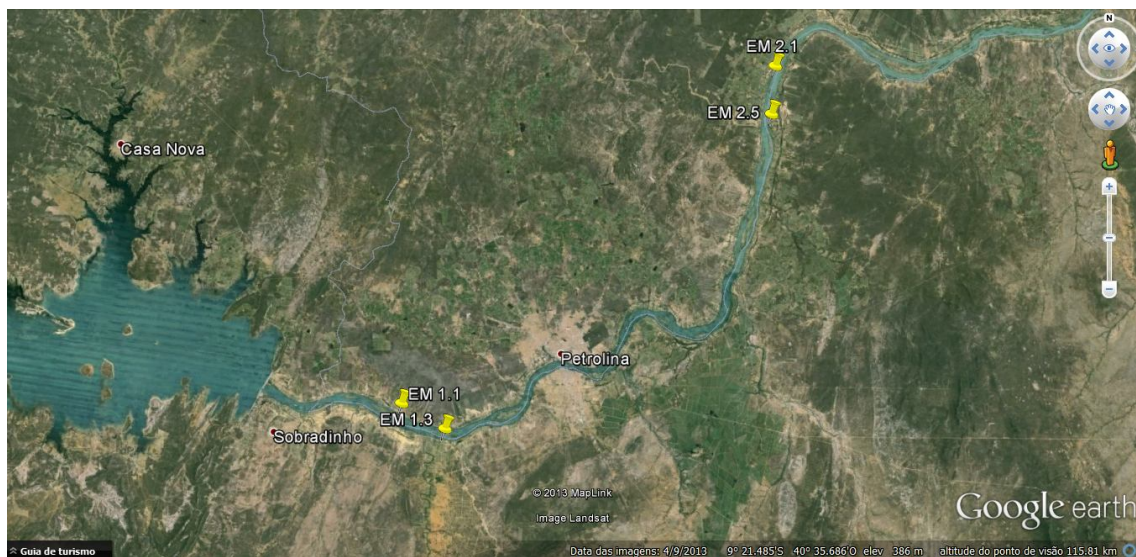 N
EM 2.1
EM 2.5
Casa Nova
Petrolina
EM 1.1
EM 1.3
Sobradinho
© 2013 MapLink
Image Landsat
Google earth
Guia de turismo
Data das imagens: 4/9/2013 9° 21.485'S 40° 35.686'O elev 386 m altitude do ponto de visão 115.81 km